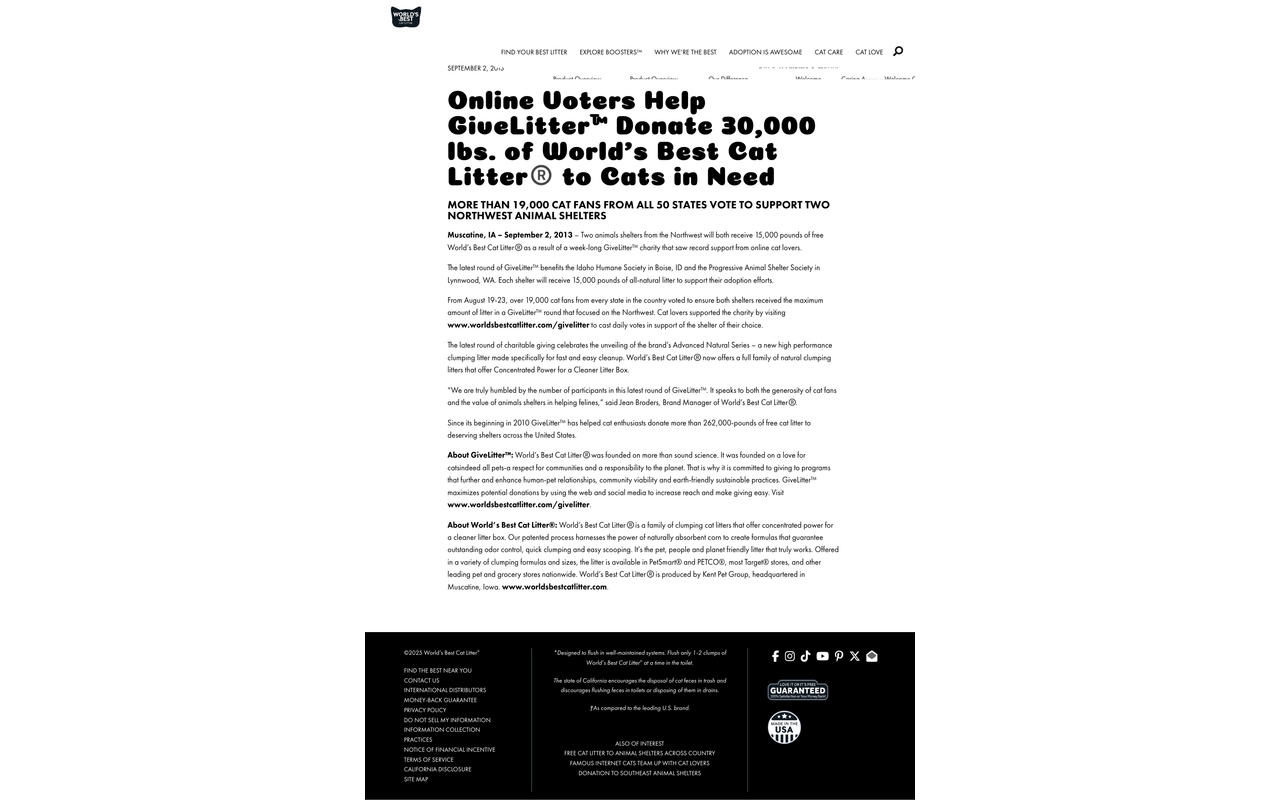 WORLD'S
BEST
CAT LITTER
FIND YOUR BEST LITTER EXPLORE BOOSTERS™ WHY WE'RE THE BEST ADOPTION IS AWESOME CAT CARE CAT LOVE
SEPTEMBER 2, 2013
Product Overview Product Overview Our Difference Welcome Caring Welcome
Online Voters Help
GiveLitter™ Donate 30,000
lbs. of World's Best Cat
Litter® to Cats in Need
MORE THAN 19,000 CAT FANS FROM ALL 50 STATES VOTE TO SUPPORT TWO
NORTHWEST ANIMAL SHELTERS
Muscatine, IA – September 2, 2013 – Two animals shelters from the Northwest will both receive 15,000 pounds of free
World's Best Cat Litter® as a result of a week-long GiveLitter™ charity that saw record support from online cat lovers.
The latest round of GiveLitter™ benefits the Idaho Humane Society in Boise, ID and the Progressive Animal Shelter Society in
Lynnwood, WA. Each shelter will receive 15,000 pounds of all-natural litter to support their adoption efforts.
From August 19-23, over 19,000 cat fans from every state in the country voted to ensure both shelters received the maximum
amount of litter in a GiveLitter™ round that focused on the Northwest. Cat lovers supported the charity by visiting
www.worldsbestcatlitter.com/givelitter to cast daily votes in support of the shelter of their choice.
The latest round of charitable giving celebrates the unveiling of the brand's Advanced Natural Series – a new high performance
clumping litter made specifically for fast and easy cleanup. World's Best Cat Litter® now offers a full family of natural clumping
litters that offer Concentrated Power for a Cleaner Litter Box.
"We are truly humbled by the number of participants in this latest round of GiveLitter™. It speaks to both the generosity of cat fans
and the value of animals shelters in helping felines," said Jean Broders, Brand Manager of World's Best Cat Litter®.
Since its beginning in 2010 GiveLitter™ has helped cat enthusiasts donate more than 262,000-pounds of free cat litter to
deserving shelters across the United States.
About GiveLitter™: World's Best Cat Litter® was founded on more than sound science. It was founded on a love for
catsindeed all pets-a respect for communities and a responsibility to the planet. That is why it is committed to giving to programs
that further and enhance human-pet relationships, community viability and earth-friendly sustainable practices. GiveLitter™
maximizes potential donations by using the web and social media to increase reach and make giving easy. Visit
www.worldsbestcatlitter.com/givelitter.
About World's Best Cat Litter®: World's Best Cat Litter® is a family of clumping cat litters that offer concentrated power for
a cleaner litter box. Our patented process harnesses the power of naturally absorbent corn to create formulas that guarantee
outstanding odor control, quick clumping and easy scooping. It's the pet, people and planet friendly litter that truly works. Offered
in a variety of clumping formulas and sizes, the litter is available in PetSmart® and PETCO®, most Target® stores, and other
leading pet and grocery stores nationwide. World's Best Cat Litter® is produced by Kent Pet Group, headquartered in
Muscatine, Iowa. www.worldsbestcatlitter.com.
©2025 World's Best Cat Litter®
FIND THE BEST NEAR YOU
CONTACT US
INTERNATIONAL DISTRIBUTORS
MONEY-BACK GUARANTEE
PRIVACY POLICY
DO NOT SELL MY INFORMATION
INFORMATION COLLECTION
PRACTICES
NOTICE OF FINANCIAL INCENTIVE
TERMS OF SERVICE
CALIFORNIA DISCLOSURE
SITE MAP
*Designed to flush in well-maintained systems. Flush only 1-2 clumps of
World's Best Cat Litter® at a time in the toilet.
The state of California encourages the disposal of cat feces in trash and
discourages flushing feces in toilets or disposing of them in drains.
†As compared to the leading U.S. brand.
ALSO OF INTEREST
FREE CAT LITTER TO ANIMAL SHELTERS ACROSS COUNTRY
FAMOUS INTERNET CATS TEAM UP WITH CAT LOVERS
DONATION TO SOUTHEAST ANIMAL SHELTERS
LOVE IT OR IT'S FREE
GUARANTEED
100% Satisfaction or Your Money Back!
MADE IN THE
USA